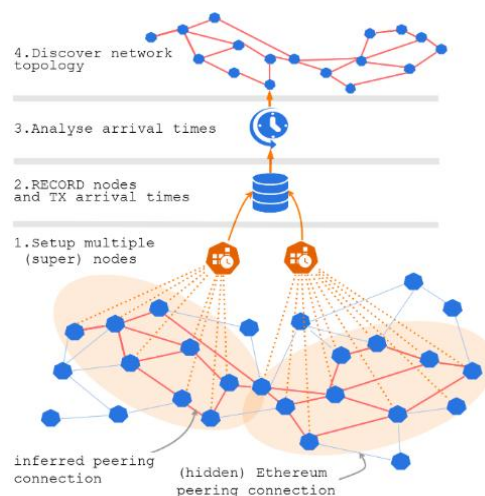 4.Discover network
topology
3.Analyse arrival times
2.RECORD nodes
and TX arrival times
1.Setup multiple
(super) nodes
inferred peering
connection
(hidden) Ethereum
peering connection